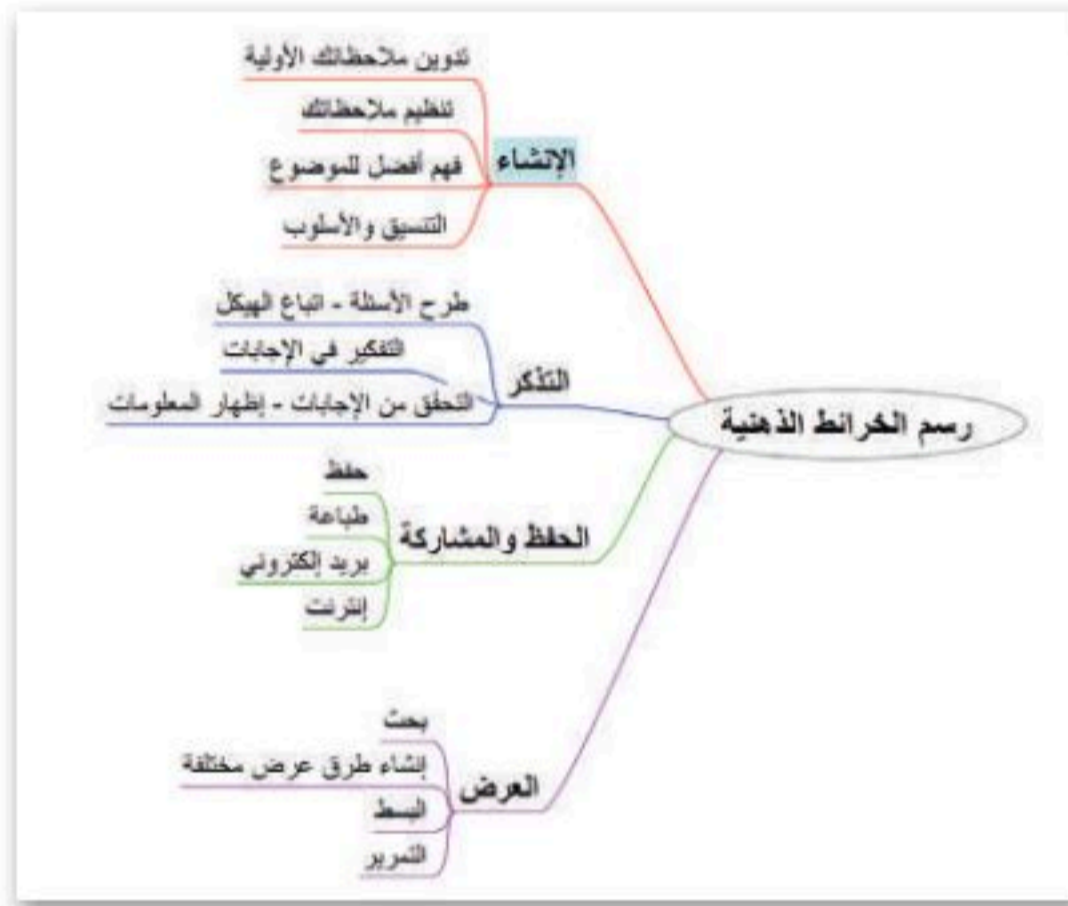 رسم الخرائط الذهنية
الإنشاء
تدوين ملاحظاتك الأولية
تنظيم ملاحظاتك
فهم أفضل للموضوع
التنسيق والأسلوب
التذكر
طرح الأسئلة - اتباع الهيكل
التفكير في الإجابات
التحقق من الإجابات - إظهار المعلومات
الحفظ والمشاركة
حفظ
طباعة
بريد إلكتروني
إنترنت
العرض
بحث
إنشاء طرق عرض مختلفة
البسط
التمرير